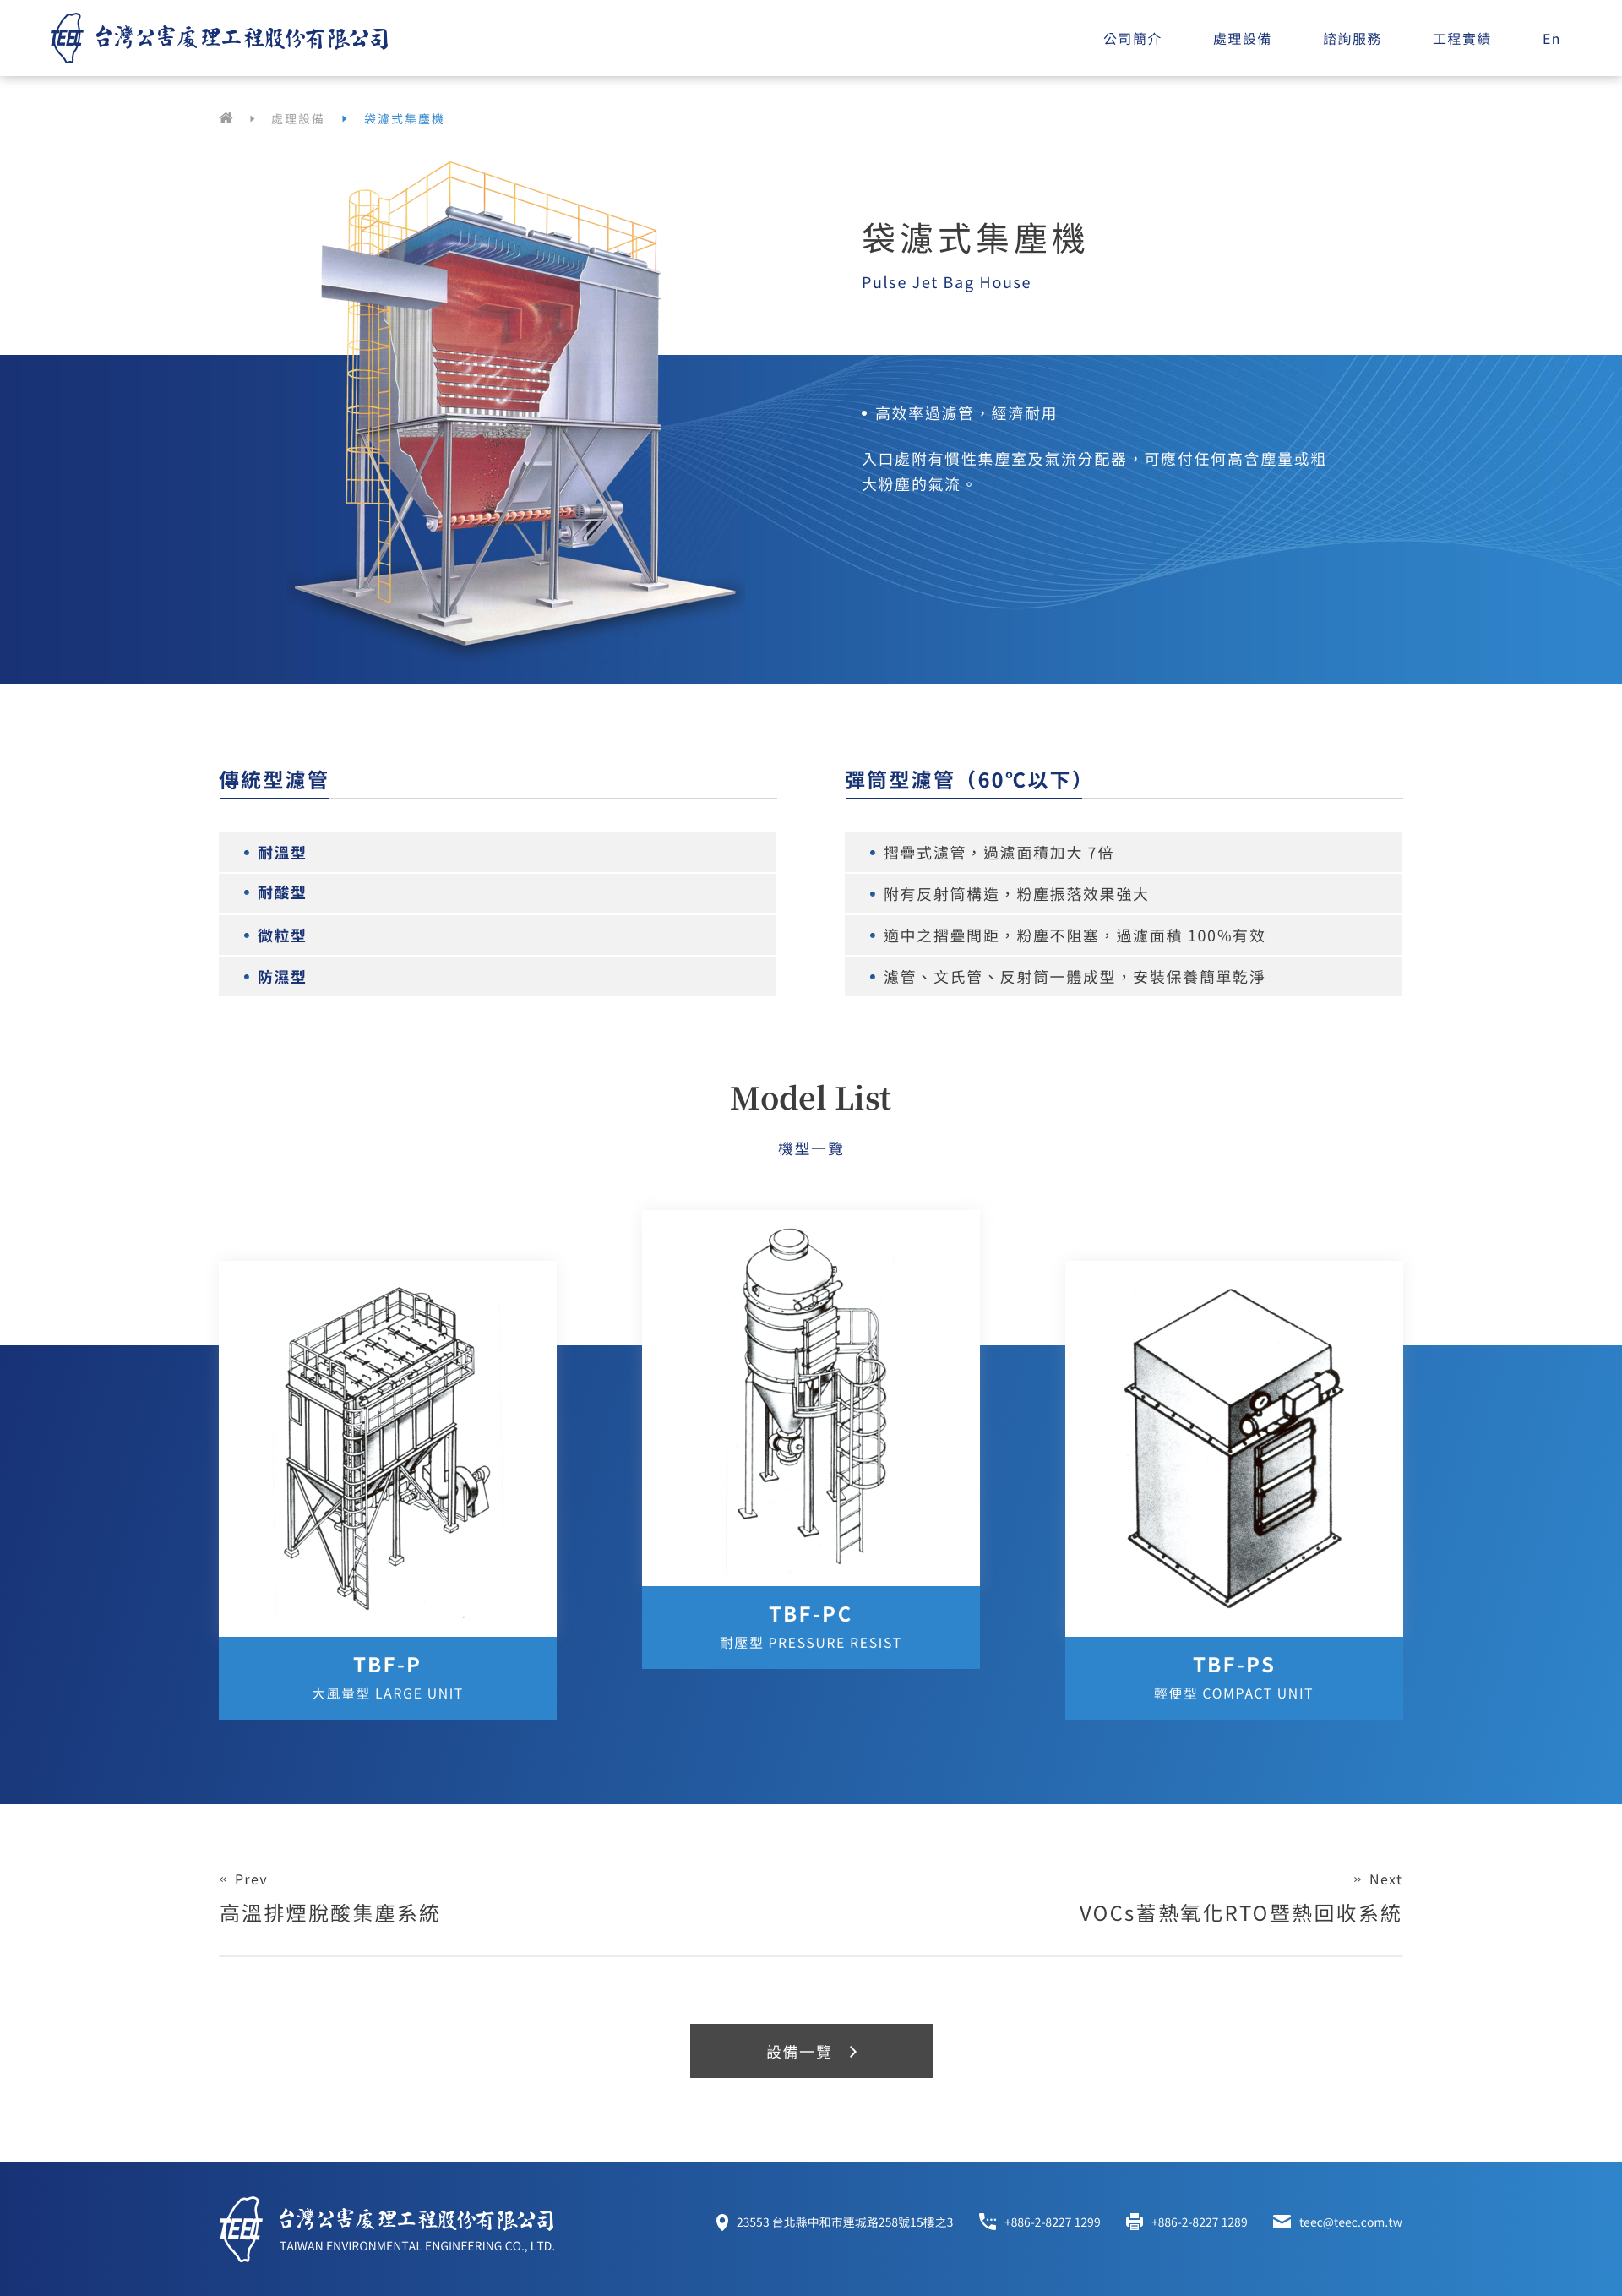 TEEC 台灣公害處理工程股份有限公司
公司簡介 處理設備 諮詢服務 工程實績 En
處理設備 袋濾式集塵機
袋濾式集塵機
Pulse Jet Bag House
• 高效率過濾管，經濟耐用
入口處附有慣性集塵室及氣流分配器，可應付任何高含塵量或粗
大粉塵的氣流。
傳統型濾管
• 耐溫型
• 耐酸型
• 微粒型
• 防濕型
彈筒型濾管（60℃以下）
• 摺疊式濾管，過濾面積加大 7倍
• 附有反射筒構造，粉塵振落效果強大
• 適中之摺疊間距，粉塵不阻塞，過濾面積 100%有效
• 濾管、文氏管、反射筒一體成型，安裝保養簡單乾淨
Model List
機型一覽
TBF-P
大風量型 LARGE UNIT
TBF-PC
耐壓型 PRESSURE RESIST
TBF-PS
輕便型 COMPACT UNIT
« Prev
高溫排煙脫酸集塵系統
» Next
VOCs蓄熱氧化RTO暨熱回收系統
設備一覽
TEEC 台灣公害處理工程股份有限公司
TAIWAN ENVIRONMENTAL ENGINEERING CO., LTD.
23553 台北縣中和市連城路258號15樓之3 +886-2-8227 1299 +886-2-8227 1289 teec@teec.com.tw